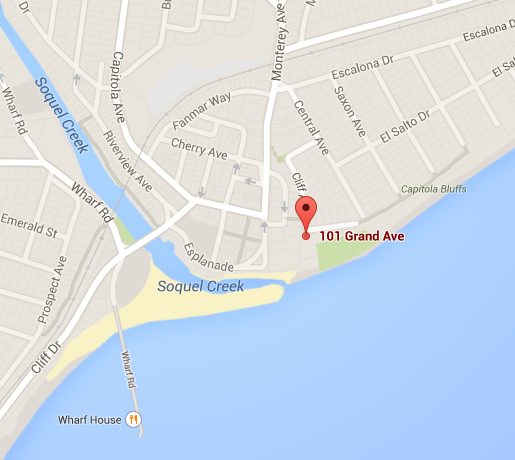 Monterey Ave
M
Escalona
Escalona Dr
El Sa
Capitola Ave
Fanmar Way
Saxon Ave
Central Ave
El Salto Dr
Wharf Rd
Soquel Creek
Riverview Ave
Cherry Ave
Cliff A
Capitola Bluffs
Wharf Rd
Emerald St
101 Grand Ave
Esplanade
Prospect Ave
Soquel Creek
Cliff Dr
Wharf Rd
Wharf House